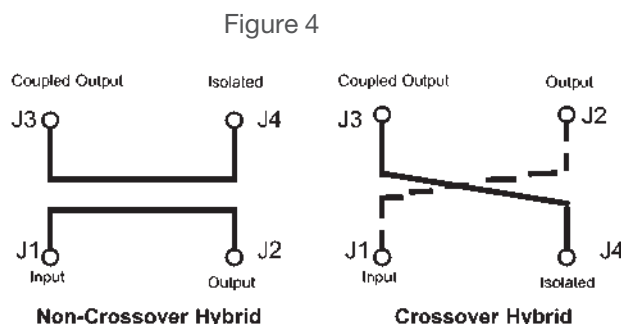 Figure 4
Coupled Output Isolated Coupled Output Output
J3 J4 J3 J2
J1 J2 J1 J4
Input Output Input Isolated
Non-Crossover Hybrid Crossover Hybrid